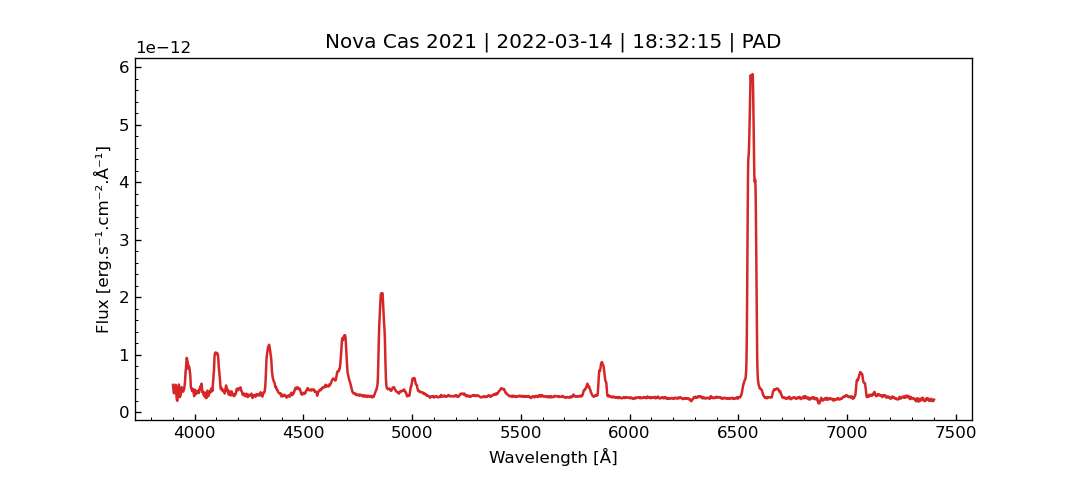 Nova Cas 2021 | 2022-03-14 | 18:32:15 | PAD
1e−12
6
5
4
3
2
1
0
Flux [erg.s⁻¹.cm⁻².Å⁻¹]
4000 4500 5000 5500 6000 6500 7000 7500
Wavelength [Å]